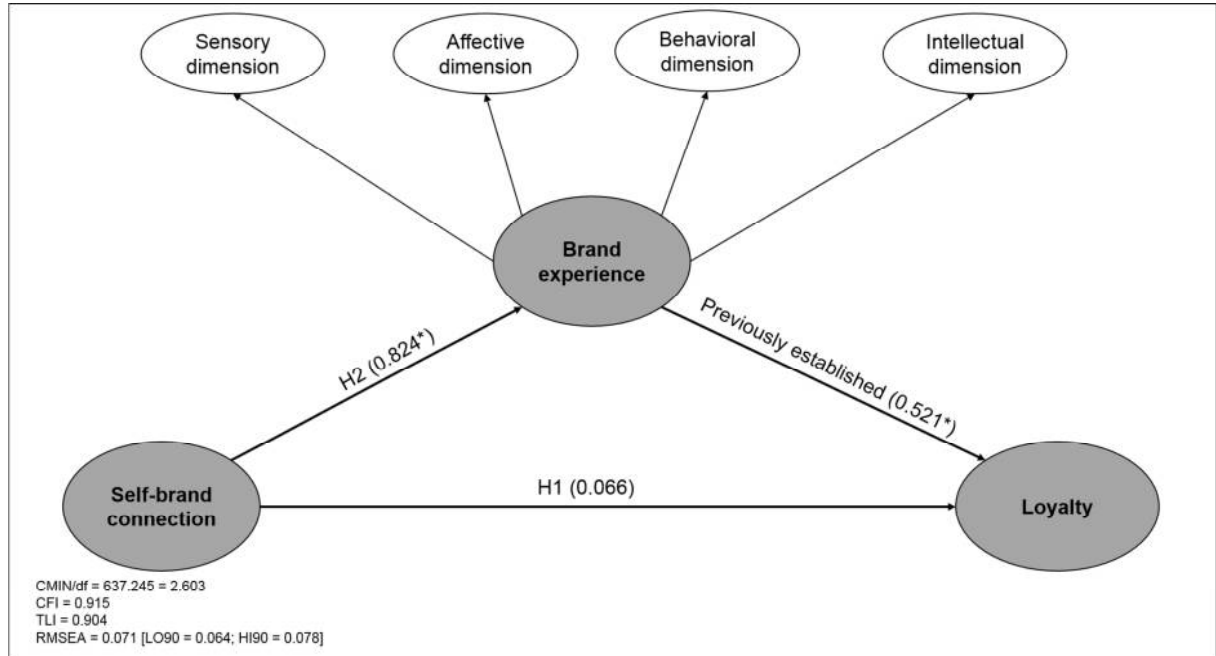 Sensory
dimension
Affective
dimension
Behavioral
dimension
Intellectual
dimension
Brand
experience
H2 (0.824*)
Previously established (0.521*)
Self-brand
connection
H1 (0.066)
Loyalty
CMIN/df = 637.245 = 2.603
CFI = 0.915
TLI = 0.904
RMSEA = 0.071 [LO90 = 0.064; HI90 = 0.078]